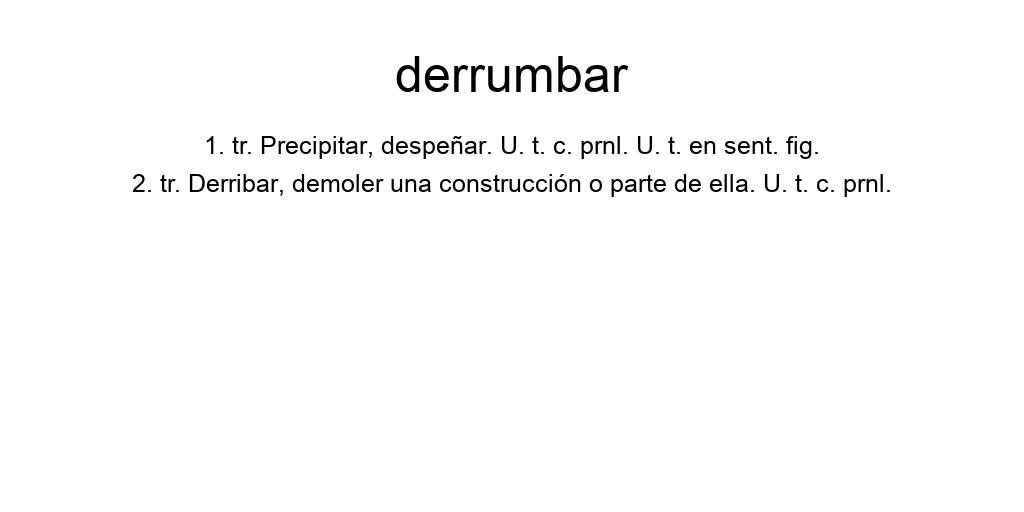 derrumbar
1. tr. Precipitar, despeñar. U. t. c. prnl. U. t. en sent. fig.
2. tr. Derribar, demoler una construcción o parte de ella. U. t. c. prnl.